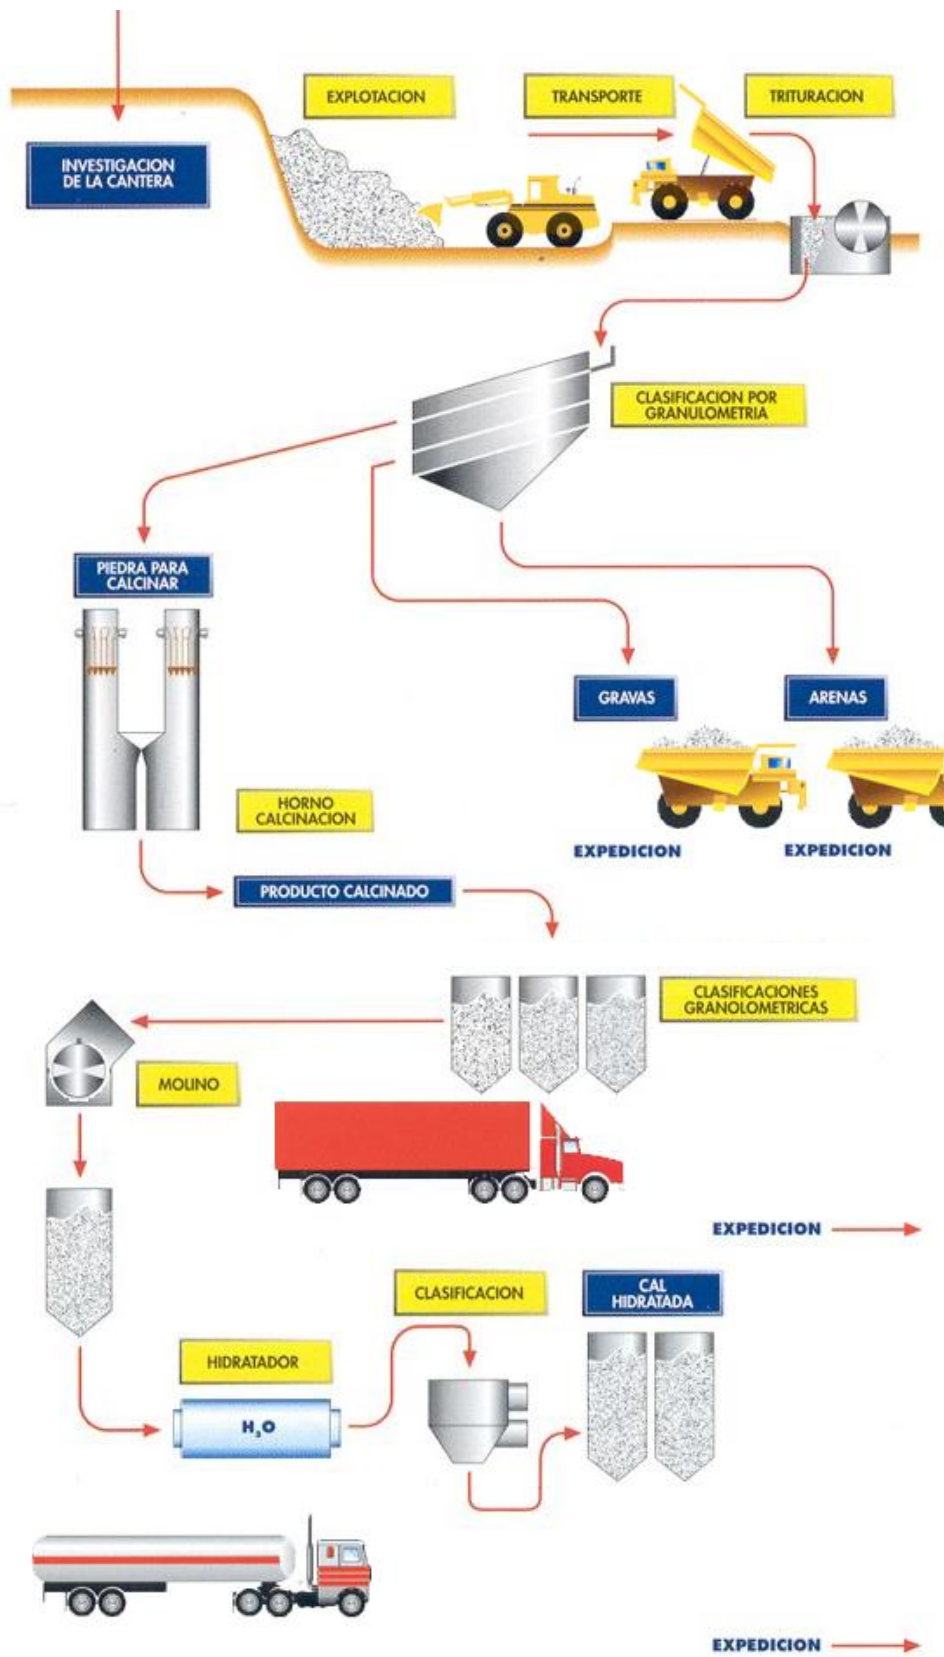 EXPLOTACION
TRANSPORTE
TRITURACION
INVESTIGACION
DE LA CANTERA
CLASIFICACION POR
GRANULOMETRIA
PIEDRA PARA
CALCINAR
GRAVAS
ARENAS
HORNO
CALCINACION
EXPEDICION
EXPEDICION
PRODUCTO CALCINADO
CLASIFICACIONES
GRANOLOMETRICAS
MOLINO
EXPEDICION
CLASIFICACION
CAL
HIDRATADA
HIDRATADOR
H₂O
EXPEDICION